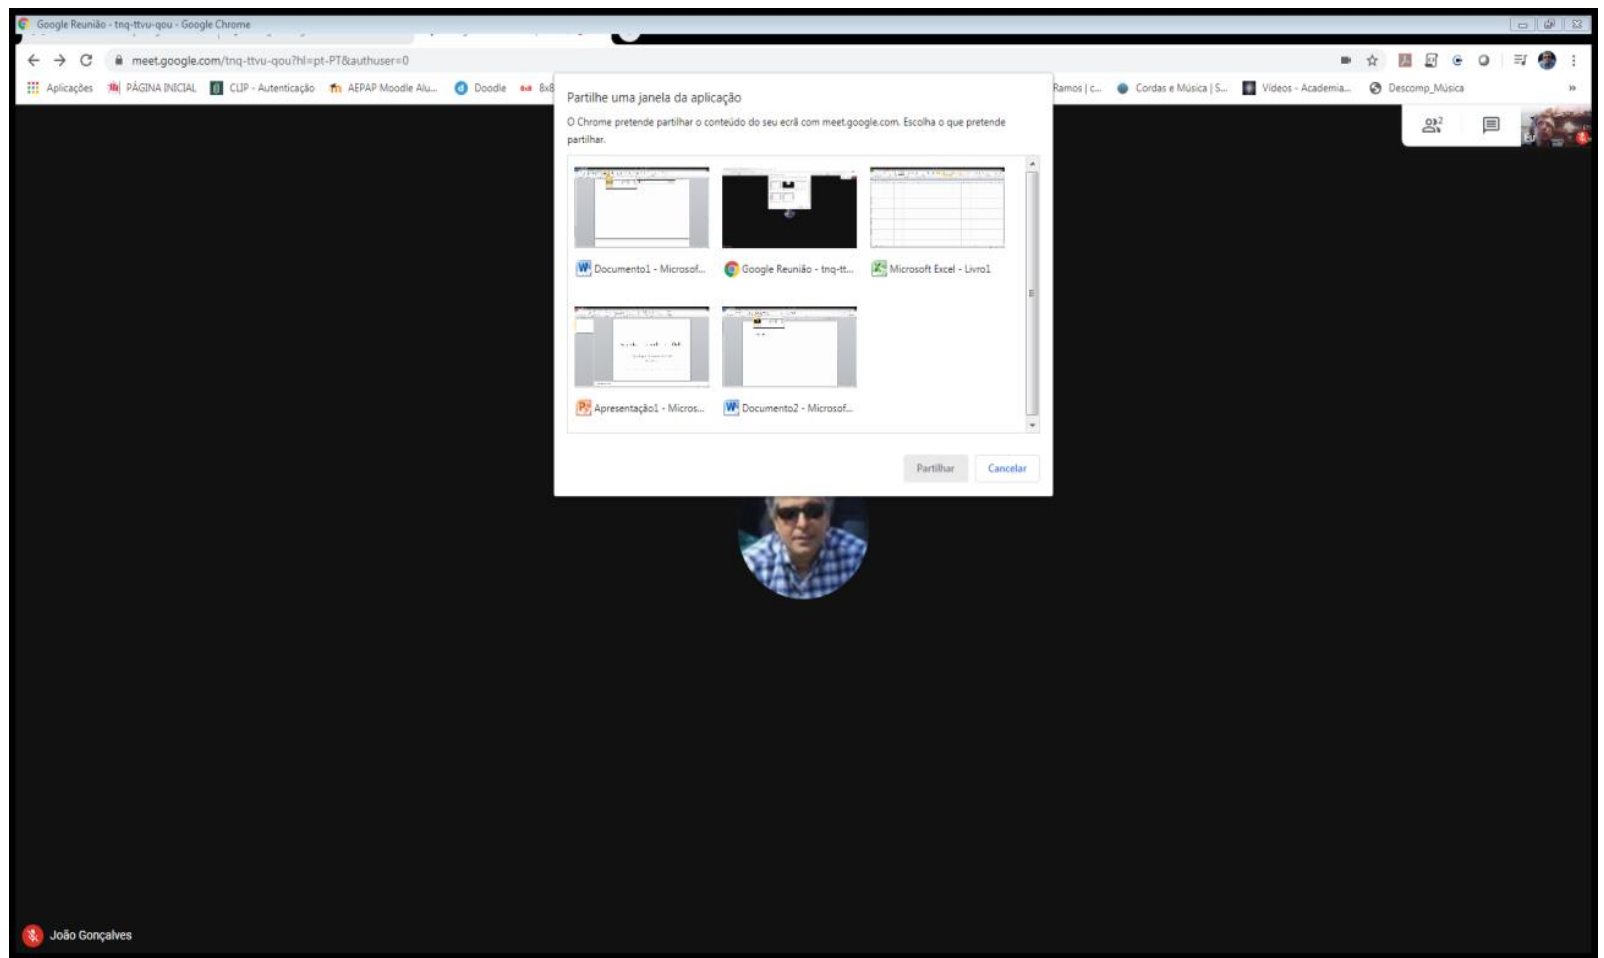 Google Reunião - tnq-ttvu-qou - Google Chrome
meet.google.com/tnq-ttvu-qou?hl=pt-PT&authuser=0
Aplicações PÁGINA INICIAL CLIP - Autenticação AEPAP Moodle Alu... Doodle 8x8 Ramos | c... Cordas e Música | S... Vídeos - Academia... Descomp_Música »
Partilhe uma janela da aplicação
O Chrome pretende partilhar o conteúdo do seu ecrã com meet.google.com. Escolha o que pretende
partilhar.
2
Documento1 - Microsof... Google Reunião - tnq-tt... Microsoft Excel - Livro1
Apresentação1 - Micros... Documento2 - Microsof...
Partilhar Cancelar
João Gonçalves